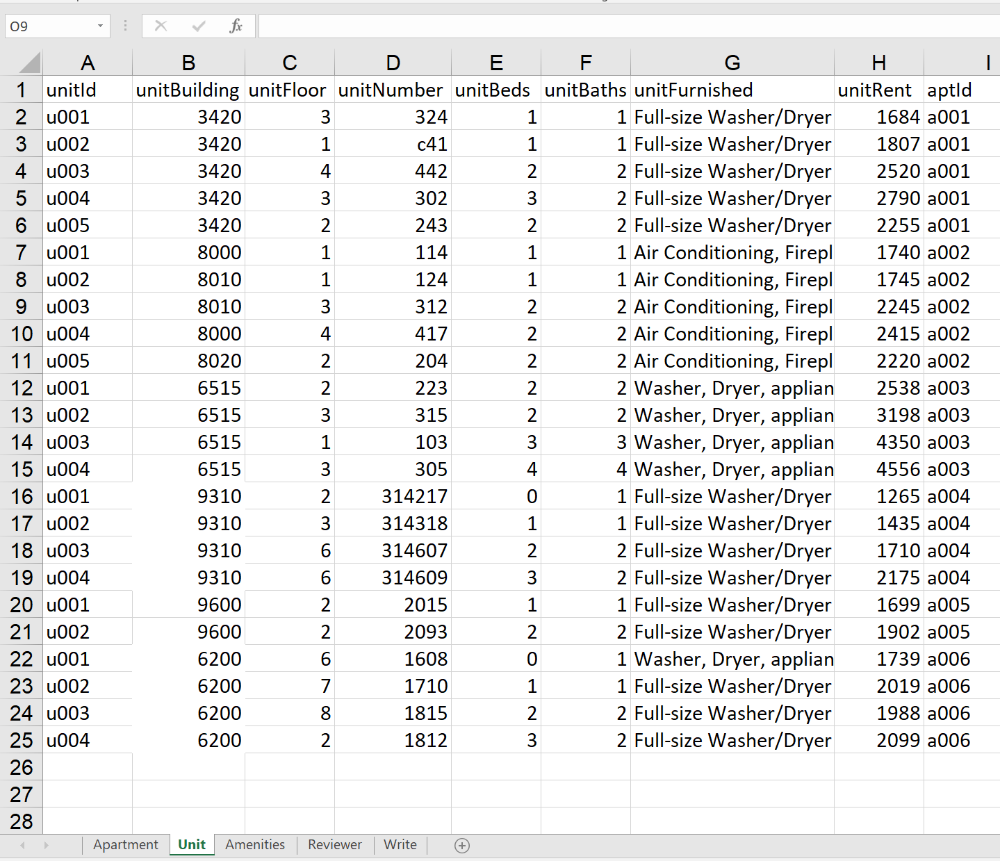 O9 fx
A B C D E F G H I
1 unitId unitBuilding unitFloor unitNumber unitBeds unitBaths unitFurnished unitRent aptId
2 u001 3420 3 324 1 1 Full-size Washer/Dryer 1684 a001
3 u002 3420 1 c41 1 1 Full-size Washer/Dryer 1807 a001
4 u003 3420 4 442 2 2 Full-size Washer/Dryer 2520 a001
5 u004 3420 3 302 3 2 Full-size Washer/Dryer 2790 a001
6 u005 3420 2 243 2 2 Full-size Washer/Dryer 2255 a001
7 u001 8000 1 114 1 1 Air Conditioning, Firepl 1740 a002
8 u002 8010 1 124 1 1 Air Conditioning, Firepl 1745 a002
9 u003 8010 3 312 2 2 Air Conditioning, Firepl 2245 a002
10 u004 8000 4 417 2 2 Air Conditioning, Firepl 2415 a002
11 u005 8020 2 204 2 2 Air Conditioning, Firepl 2220 a002
12 u001 6515 2 223 2 2 Washer, Dryer, applian 2538 a003
13 u002 6515 3 315 2 2 Washer, Dryer, applian 3198 a003
14 u003 6515 1 103 3 3 Washer, Dryer, applian 4350 a003
15 u004 6515 3 305 4 4 Washer, Dryer, applian 4556 a003
16 u001 9310 2 314217 0 1 Full-size Washer/Dryer 1265 a004
17 u002 9310 3 314318 1 1 Full-size Washer/Dryer 1435 a004
18 u003 9310 6 314607 2 2 Full-size Washer/Dryer 1710 a004
19 u004 9310 6 314609 3 2 Full-size Washer/Dryer 2175 a004
20 u001 9600 2 2015 1 1 Full-size Washer/Dryer 1699 a005
21 u002 9600 2 2093 2 2 Full-size Washer/Dryer 1902 a005
22 u001 6200 6 1608 0 1 Washer, Dryer, applian 1739 a006
23 u002 6200 7 1710 1 1 Full-size Washer/Dryer 2019 a006
24 u003 6200 8 1815 2 2 Full-size Washer/Dryer 1988 a006
25 u004 6200 2 1812 3 2 Full-size Washer/Dryer 2099 a006
26
27
28
Apartment Unit Amenities Reviewer Write